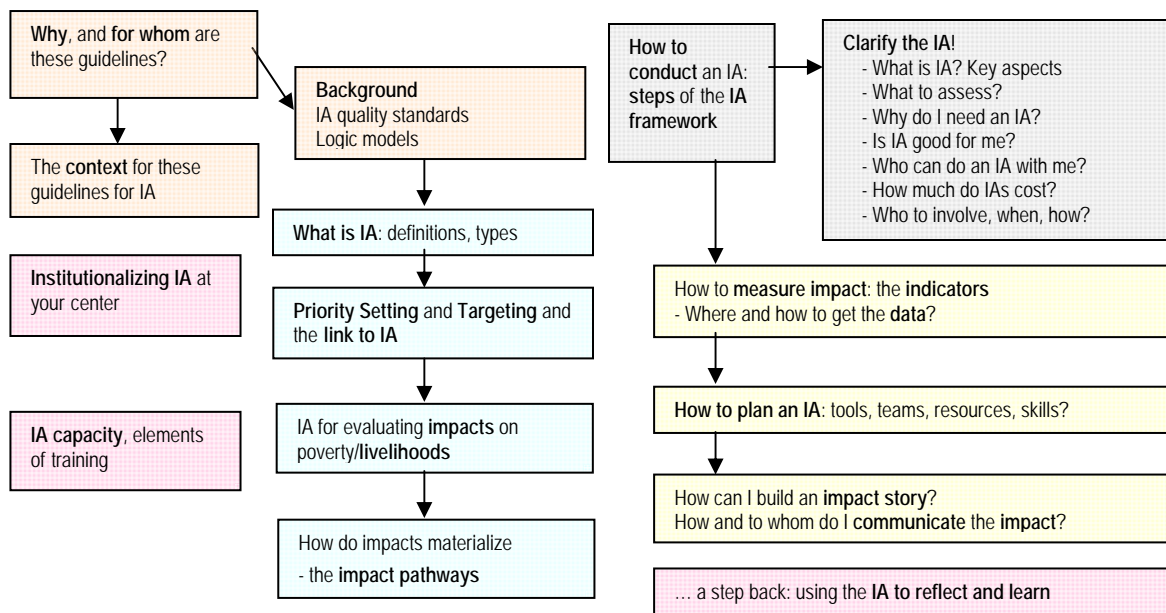 Why, and for whom are
these guidelines?
The context for these
guidelines for IA
Institutionalizing IA at
your center
IA capacity, elements
of training
Background
IA quality standards
Logic models
What is IA: definitions, types
Priority Setting and Targeting and
the link to IA
IA for evaluating impacts on
poverty/livelihoods
How do impacts materialize
- the impact pathways
How to
conduct an IA:
steps of the IA
framework
Clarify the IA!
- What is IA? Key aspects
- What to assess?
- Why do I need an IA?
- Is IA good for me?
- Who can do an IA with me?
- How much do IAs cost?
- Who to involve, when, how?
How to measure impact: the indicators
- Where and how to get the data?
How to plan an IA: tools, teams, resources, skills?
How can I build an impact story?
How and to whom do I communicate the impact?
... a step back: using the IA to reflect and learn